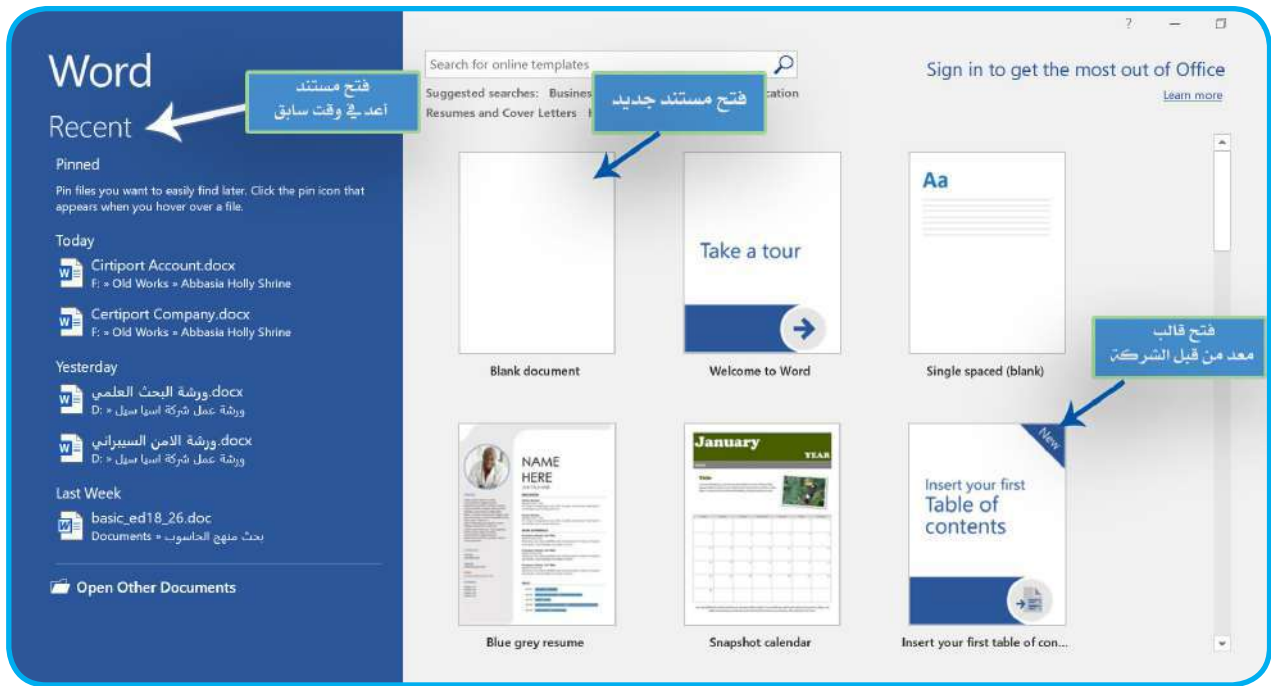 Word
Recent
فتح مستند
أعد في وقت سابق
Pinned
Pin files you want to easily find later. Click the pin icon that
appears when you hover over a file.
Today
Cirtiport Account.docx
F: » Old Works » Abbasia Holly Shrine
Certiport Company.docx
F: » Old Works » Abbasia Holly Shrine
Yesterday
ورشة البحث العلمي.docx
D: » ورشة عمل شركة اسيا سيل
ورشة الامن السيبراني.docx
D: » ورشة عمل شركة اسيا سيل
Last Week
basic_ed18_26.doc
Documents » بحث منهج الحاسوب
Open Other Documents
?
Search for online templates
Sign in to get the most out of Office
Learn more
Suggested searches: Busines
cation
Resumes and Cover Letters
فتح مستند جديد
Take a tour
Aa
Blank document
Welcome to Word
Single spaced (blank)
فتح قالب
معد من قبل الشركة
NAME
HERE
January
YEAR
New
Insert your first
Table of
contents
Blue grey resume
Snapshot calendar
Insert your first table of con...